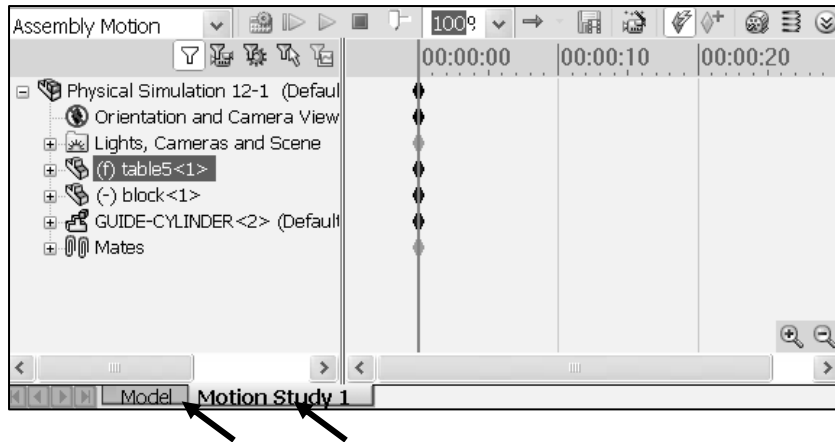 Assembly Motion 100%
00:00:00 00:00:10 00:00:20
Physical Simulation 12-1 (Defaul
Orientation and Camera View
Lights, Cameras and Scene
(f) table5<1>
(-) block<1>
GUIDE-CYLINDER<2> (Default
Mates
Model Motion Study 1